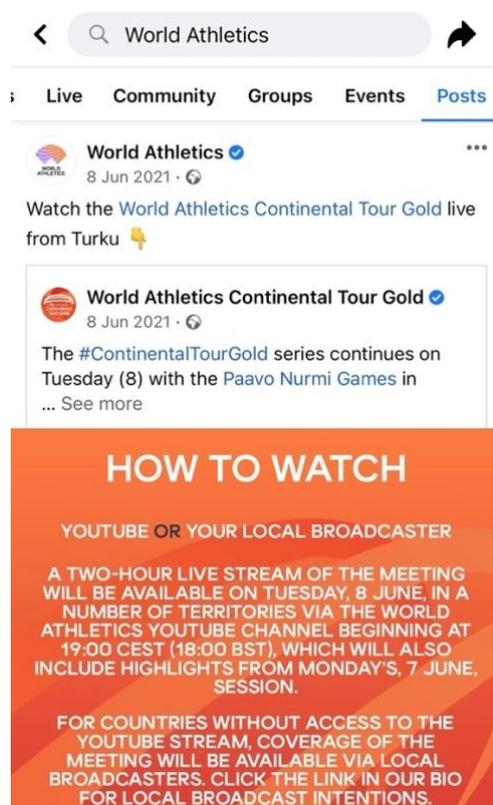 World Athletics
s Live Community Groups Events Posts
World Athletics
8 Jun 2021 ·
WORLD
ATHLETICS
Watch the World Athletics Continental Tour Gold live
from Turku 👇
World Athletics Continental Tour Gold
8 Jun 2021 ·
The #ContinentalTourGold series continues on
Tuesday (8) with the Paavo Nurmi Games in
... See more
HOW TO WATCH
YOUTUBE OR YOUR LOCAL BROADCASTER
A TWO-HOUR LIVE STREAM OF THE MEETING
WILL BE AVAILABLE ON TUESDAY, 8 JUNE, IN A
NUMBER OF TERRITORIES VIA THE WORLD
ATHLETICS YOUTUBE CHANNEL BEGINNING AT
19:00 CEST (18:00 BST), WHICH WILL ALSO
INCLUDE HIGHLIGHTS FROM MONDAY'S, 7 JUNE,
SESSION.
FOR COUNTRIES WITHOUT ACCESS TO THE
YOUTUBE STREAM, COVERAGE OF THE
MEETING WILL BE AVAILABLE VIA LOCAL
BROADCASTERS. CLICK THE LINK IN OUR BIO
FOR LOCAL BROADCAST INTENTIONS.